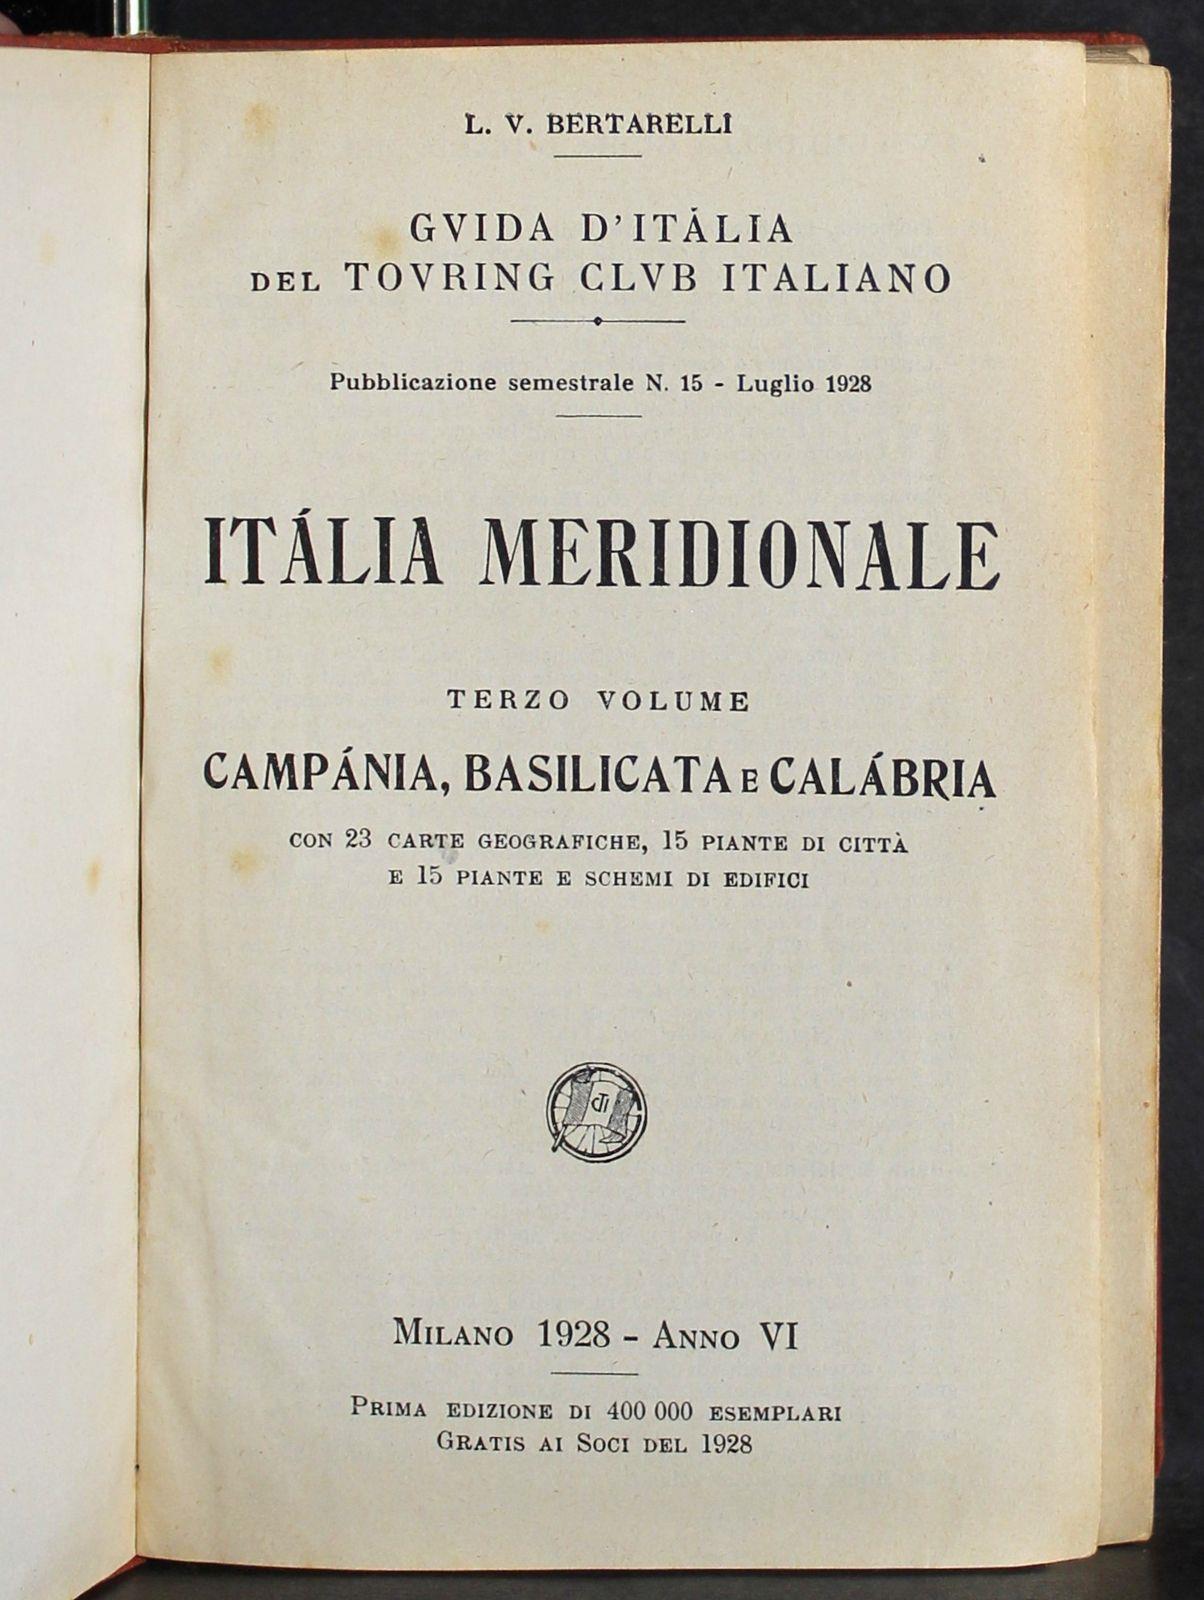 L. V. BERTARELLI
GVIDA D'ITÁLIA
DEL TOVRING CLVB ITALIANO
Pubblicazione semestrale N. 15 - Luglio 1928
ITÁLIA MERIDIONALE
TERZO VOLUME
CAMPÁNIA, BASILICATA E CALÁBRIA
CON 23 CARTE GEOGRAFICHE, 15 PIANTE DI CITTÀ
E 15 PIANTE E SCHEMI DI EDIFICI
CTI
MILANO 1928 - ANNO VI
PRIMA EDIZIONE DI 400 000 ESEMPLARI
GRATIS AI SOCI DEL 1928